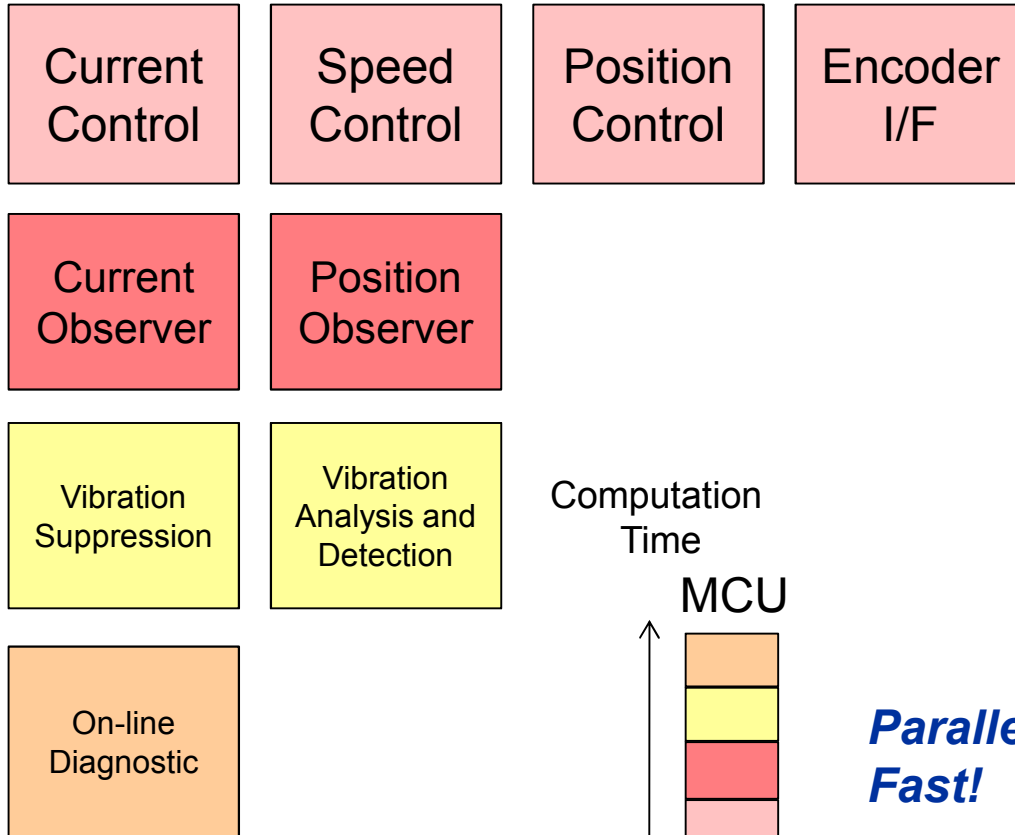 Current
Control
Speed
Control
Position
Control
Encoder
I/F
Current
Observer
Position
Observer
Vibration
Suppression
Vibration
Analysis and
Detection
Computation
Time
MCU
On-line
Diagnostic
Paralle
Fast!